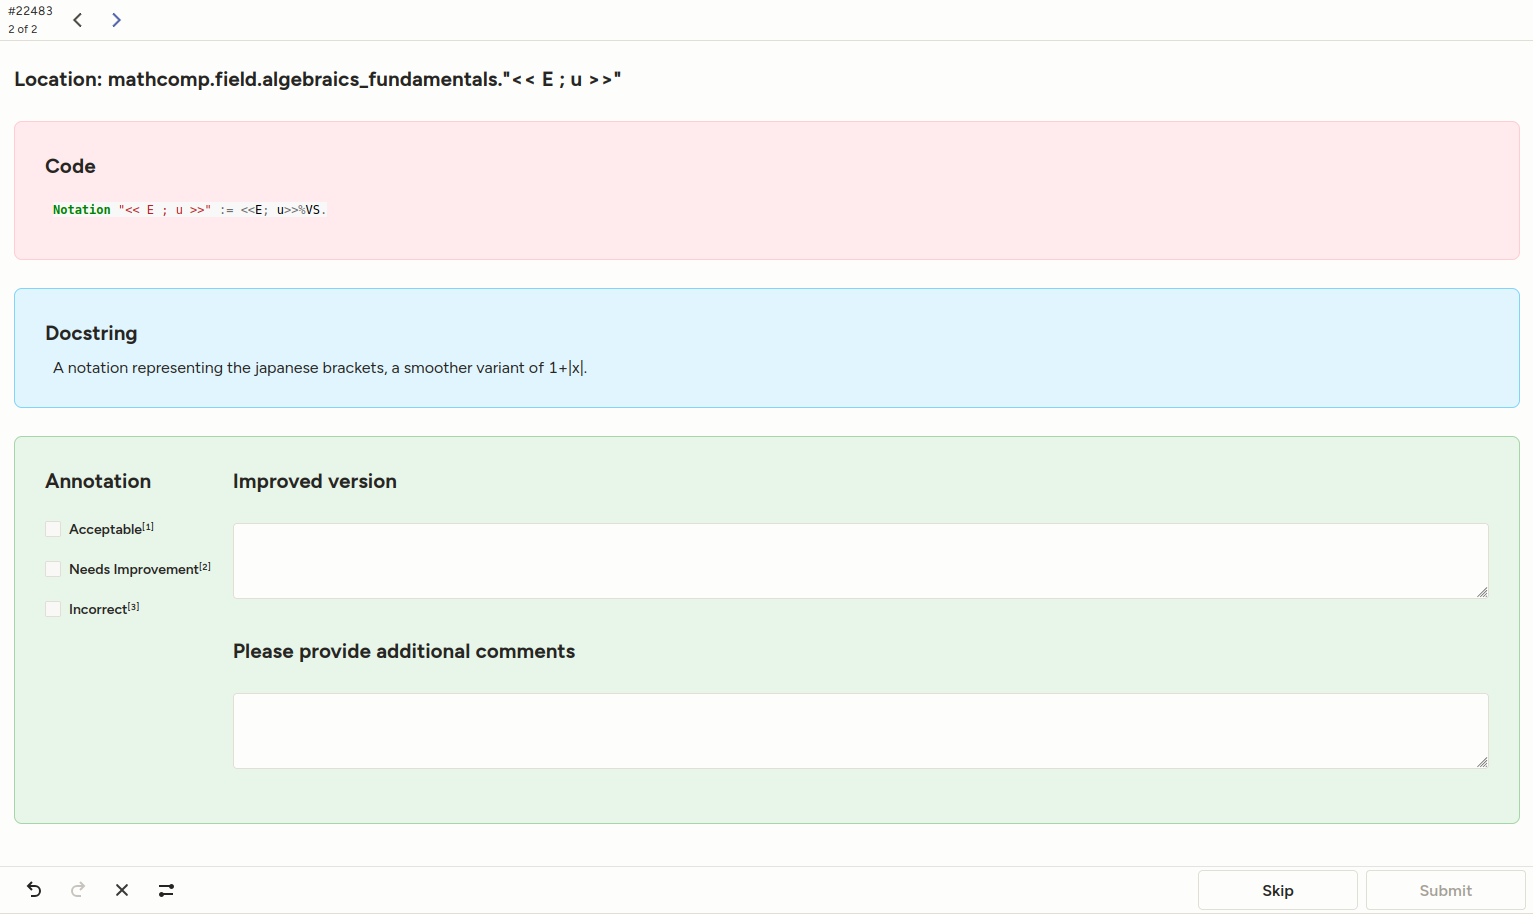 #22483
2 of 2
Location: mathcomp.field.algebraics_fundamentals."<< E ; u >>"
Code
Notation "<< E ; u >>" := <<E; u>>%VS.
Docstring
A notation representing the japanese brackets, a smoother variant of 1+|x|.
Annotation
Improved version
Acceptable[1]
Needs Improvement[2]
Incorrect[3]
Please provide additional comments
Skip
Submit